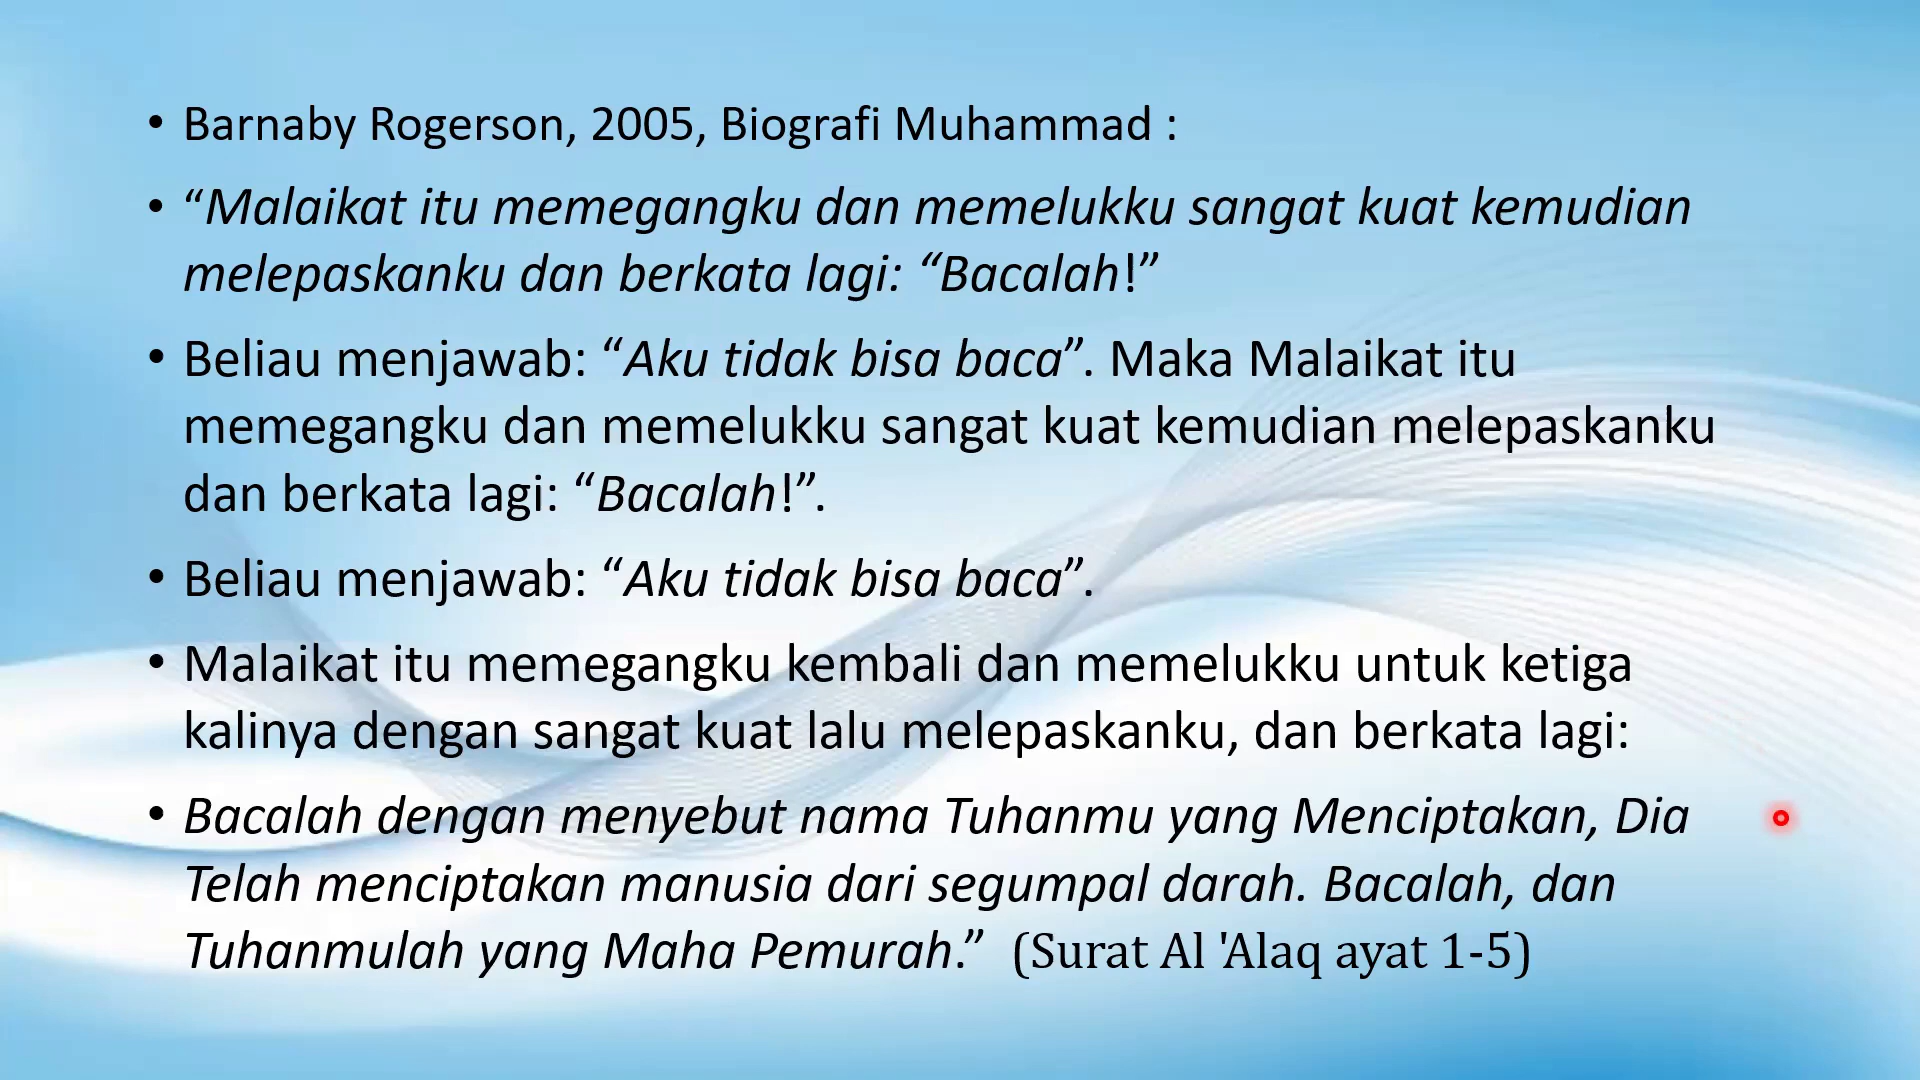 • Barnaby Rogerson, 2005, Biografi Muhammad :
• “Malaikat itu memegangku dan memelukku sangat kuat kemudian
melepaskanku dan berkata lagi: “Bacalah!”
• Beliau menjawab: “Aku tidak bisa baca”. Maka Malaikat itu
memegangku dan memelukku sangat kuat kemudian melepaskanku
dan berkata lagi: “Bacalah!”.
• Beliau menjawab: “Aku tidak bisa baca”.
• Malaikat itu memegangku kembali dan memelukku untuk ketiga
kalinya dengan sangat kuat lalu melepaskanku, dan berkata lagi:
• Bacalah dengan menyebut nama Tuhanmu yang Menciptakan, Dia
Telah menciptakan manusia dari segumpal darah. Bacalah, dan
Tuhanmulah yang Maha Pemurah.” (Surat Al 'Alaq ayat 1-5)